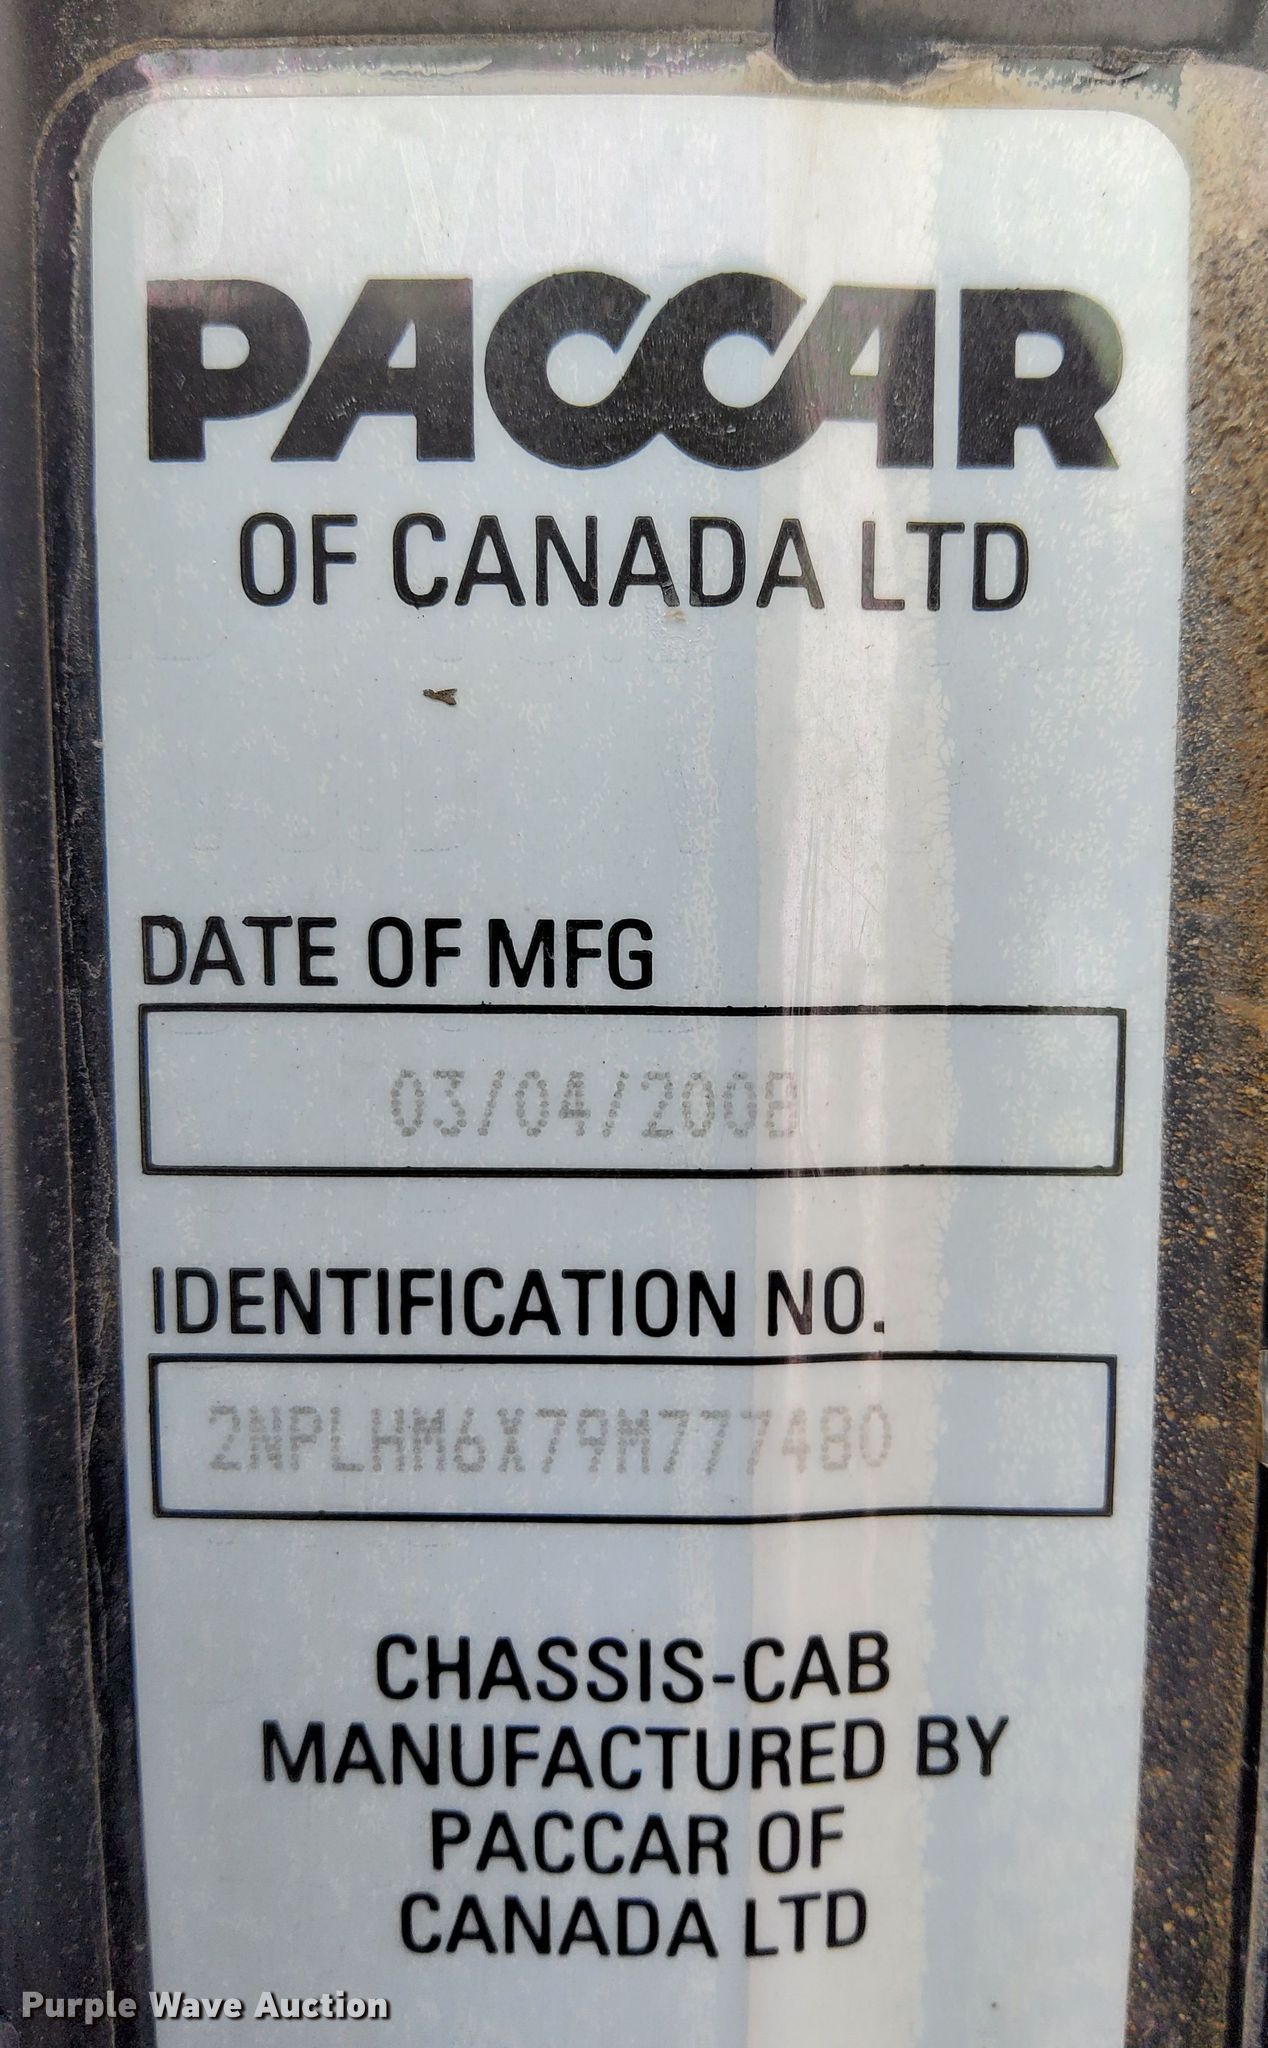 PACCAR
OF CANADA LTD
DATE OF MFG
03/04/2008
IDENTIFICATION NO.
2NPLHM6X79M777480
CHASSIS-CAB
MANUFACTURED BY
PACCAR OF
CANADA LTD
Purple Wave Auction